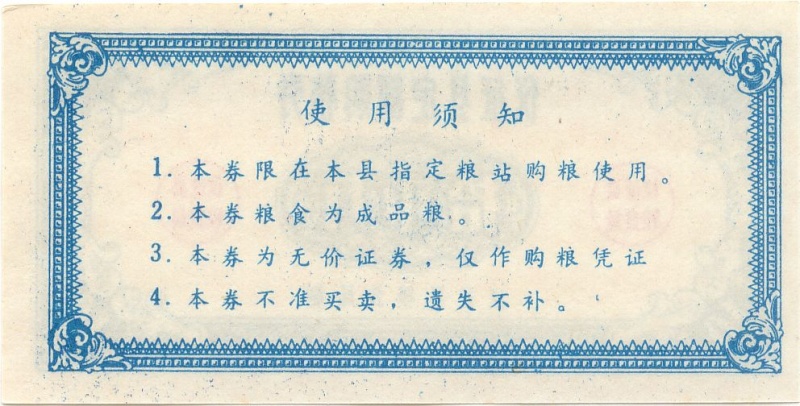 使用须知
1. 本券限在本县指定粮站购粮使用。
2. 本券粮食为成品粮。
3. 本券为无价证券，仅作购粮凭证
4. 本券不准买卖，遗失不补。